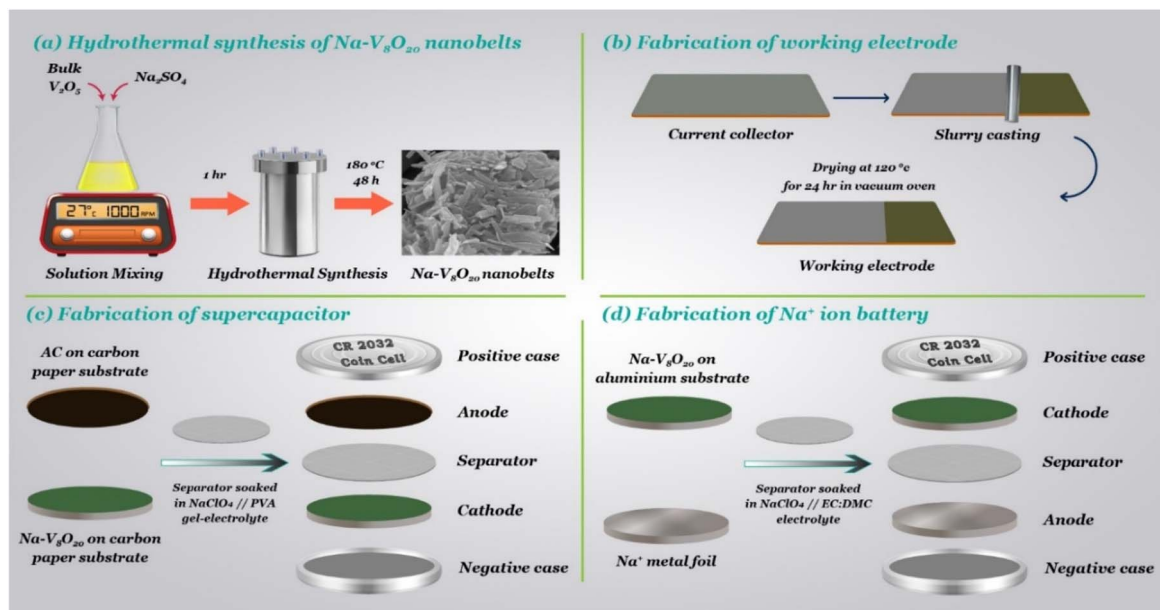 (a) Hydrothermal synthesis of Na-V₈O₂₀ nanobelts
Bulk
V₂O₅
Na₂SO₄
27°C 1000 RPM
1 hr
180 °C
48 h
Solution Mixing
Hydrothermal Synthesis
Na-V₈O₂₀ nanobelts
(b) Fabrication of working electrode
Current collector
Slurry casting
Drying at 120 °c
for 24 hr in vacuum oven
Working electrode
(c) Fabrication of supercapacitor
AC on carbon
paper substrate
Separator soaked
in NaClO₄ // PVA
gel-electrolyte
Na-V₈O₂₀ on carbon
paper substrate
CR 2032
Coin Cell
Positive case
Anode
Separator
Cathode
Negative case
(d) Fabrication of Na⁺ ion battery
Na-V₈O₂₀ on
aluminium substrate
Separator soaked
in NaClO₄ // EC:DMC
electrolyte
Na⁺ metal foil
CR 2032
Coin Cell
Positive case
Cathode
Separator
Anode
Negative case